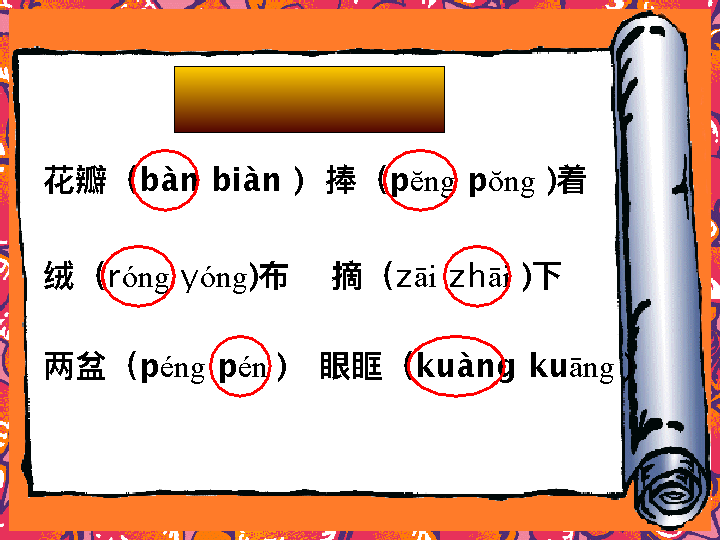 花瓣（bàn biàn ）捧（pěng pǒng )着
绒（róng yóng)布 摘（zāi zhāi )下
两盆（péng pén ） 眼眶（kuàng kuāng